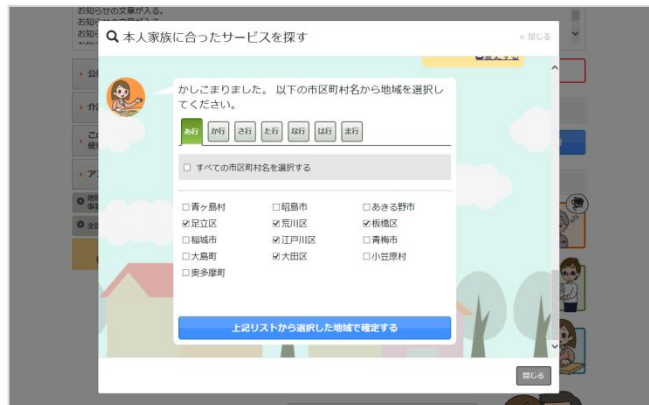 お知らせの文章が入る。
本人家族に合ったサービスを探す
× 閉じる
かしこまりました。 以下の市区町村名から地域を選択し
てください。
あ行 か行 さ行 た行 な行 は行 ま行
すべての市区町村名を選択する
青ヶ島村 昭島市 あきる野市
足立区 荒川区 板橋区
稲城市 江戸川区 青梅市
大島町 大田区 小笠原村
奥多摩町
上記リストから選択した地域で確定する
閉じる